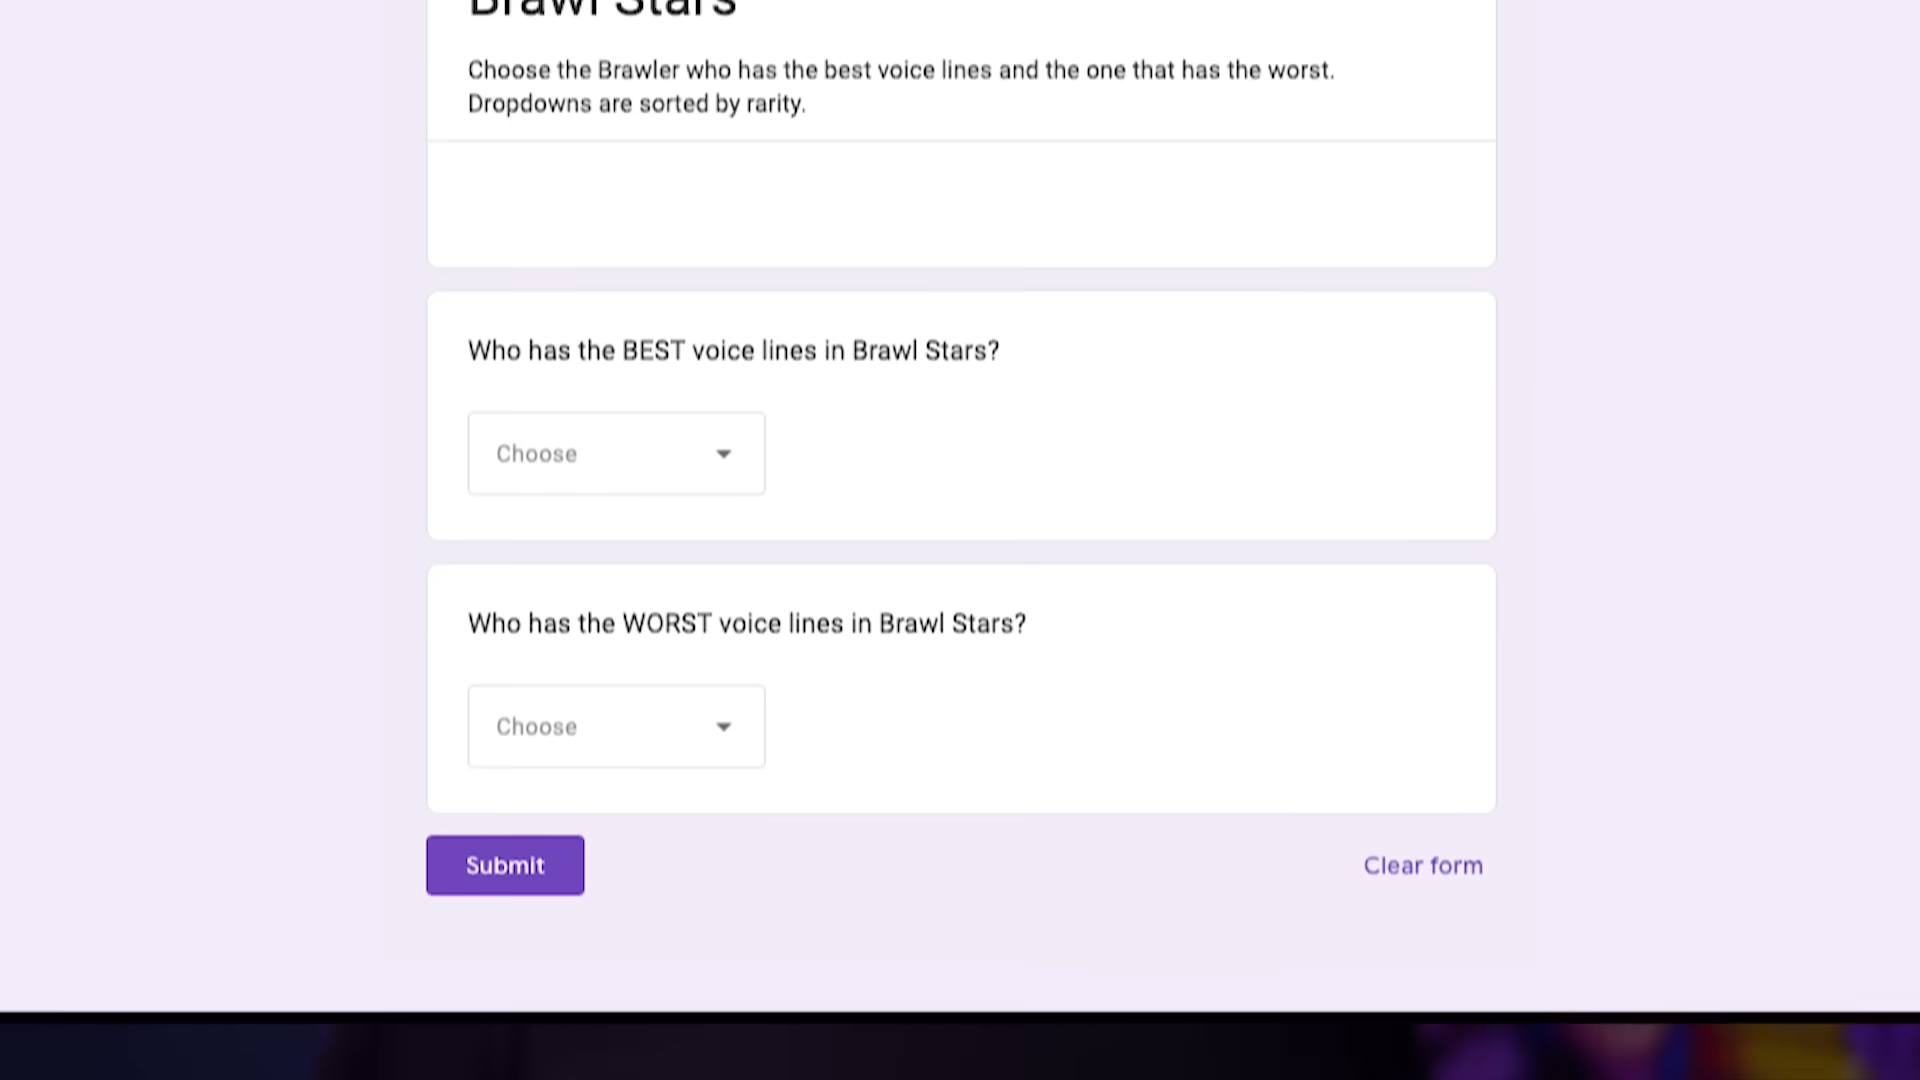 Brawl Stars
Choose the Brawler who has the best voice lines and the one that has the worst.
Dropdowns are sorted by rarity.
Who has the BEST voice lines in Brawl Stars?
Choose
Who has the WORST voice lines in Brawl Stars?
Choose
Submit
Clear form